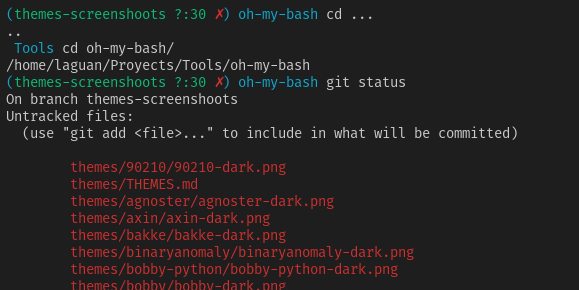 (themes-screenshoots ?:30 ✗) oh-my-bash cd ...
..
Tools cd oh-my-bash/
/home/laguan/Proyects/Tools/oh-my-bash
(themes-screenshoots ?:30 ✗) oh-my-bash git status
On branch themes-screenshoots
Untracked files:
(use "git add <file>..." to include in what will be committed)
themes/90210/90210-dark.png
themes/THEMES.md
themes/agnoster/agnoster-dark.png
themes/axin/axin-dark.png
themes/bakke/bakke-dark.png
themes/binaryanomaly/binaryanomaly-dark.png
themes/bobby-python/bobby-python-dark.png
themes/bobby/bobby-dark.png